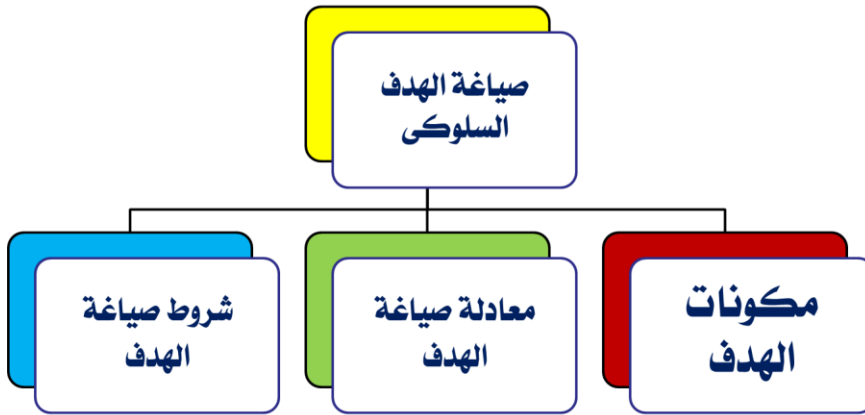 صياغة الهدف
السلوكى
مكونات
الهدف
معادلة صياغة
الهدف
شروط صياغة
الهدف